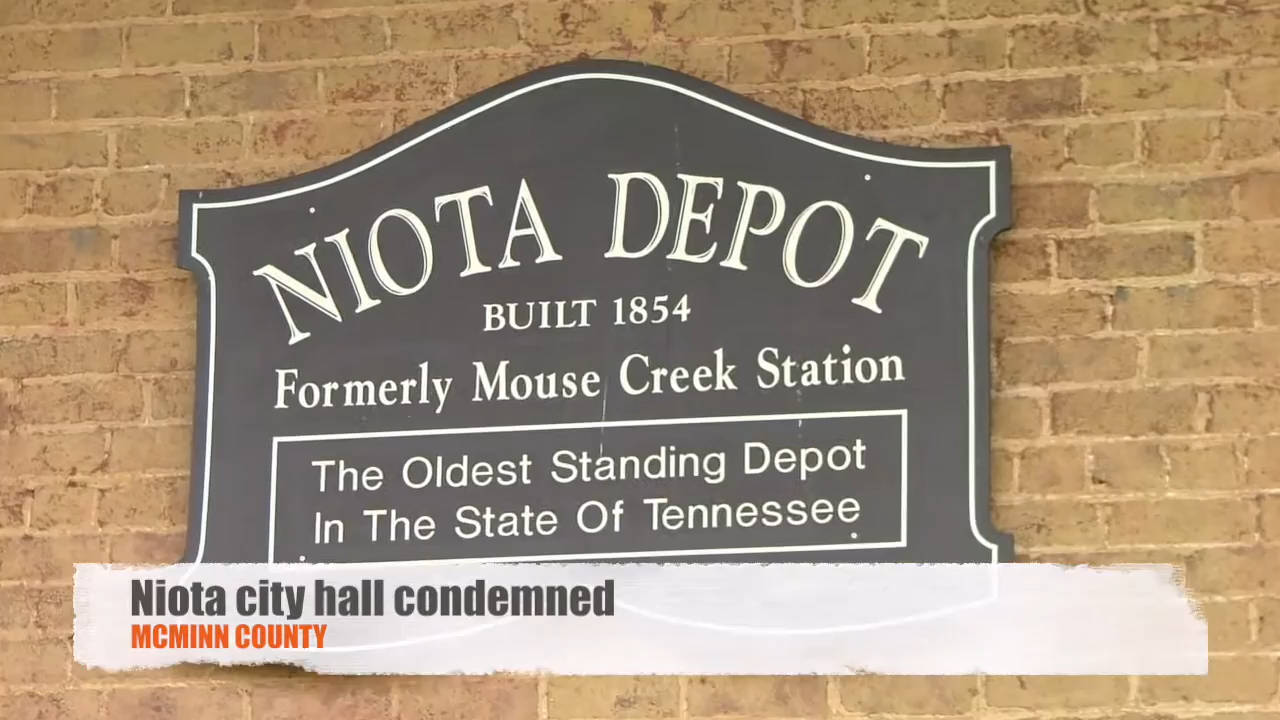 NIOTA DEPOT
BUILT 1854
Formerly Mouse Creek Station
The Oldest Standing Depot
In The State Of Tennessee
Niota city hall condemned
MCMINN COUNTY